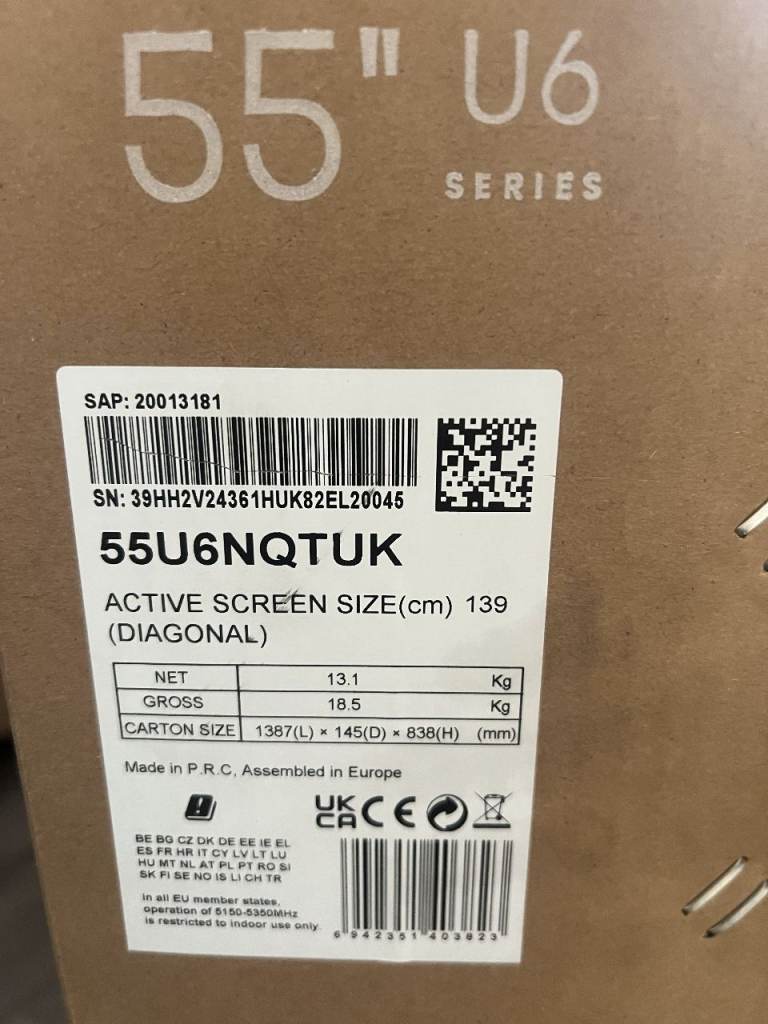 55" U6
SERIES
SAP: 20013181
SN: 39HH2V24361HUK82EL20045
55U6NQTUK
ACTIVE SCREEN SIZE(cm) 139
(DIAGONAL)
NET 13.1 Kg
GROSS 18.5 Kg
CARTON SIZE 1387(L) × 145(D) × 838(H) (mm)
Made in P.R.C, Assembled in Europe
UK
CA CE
BE BG CZ DK DE EE IE EL
ES FR HR IT CY LV LT LU
HU MT NL AT PL PT RO SI
SK FI SE NO IS LI CH TR
In all EU member states,
operation of 5150-5350MHz
is restricted to indoor use only.
6 942351 403823